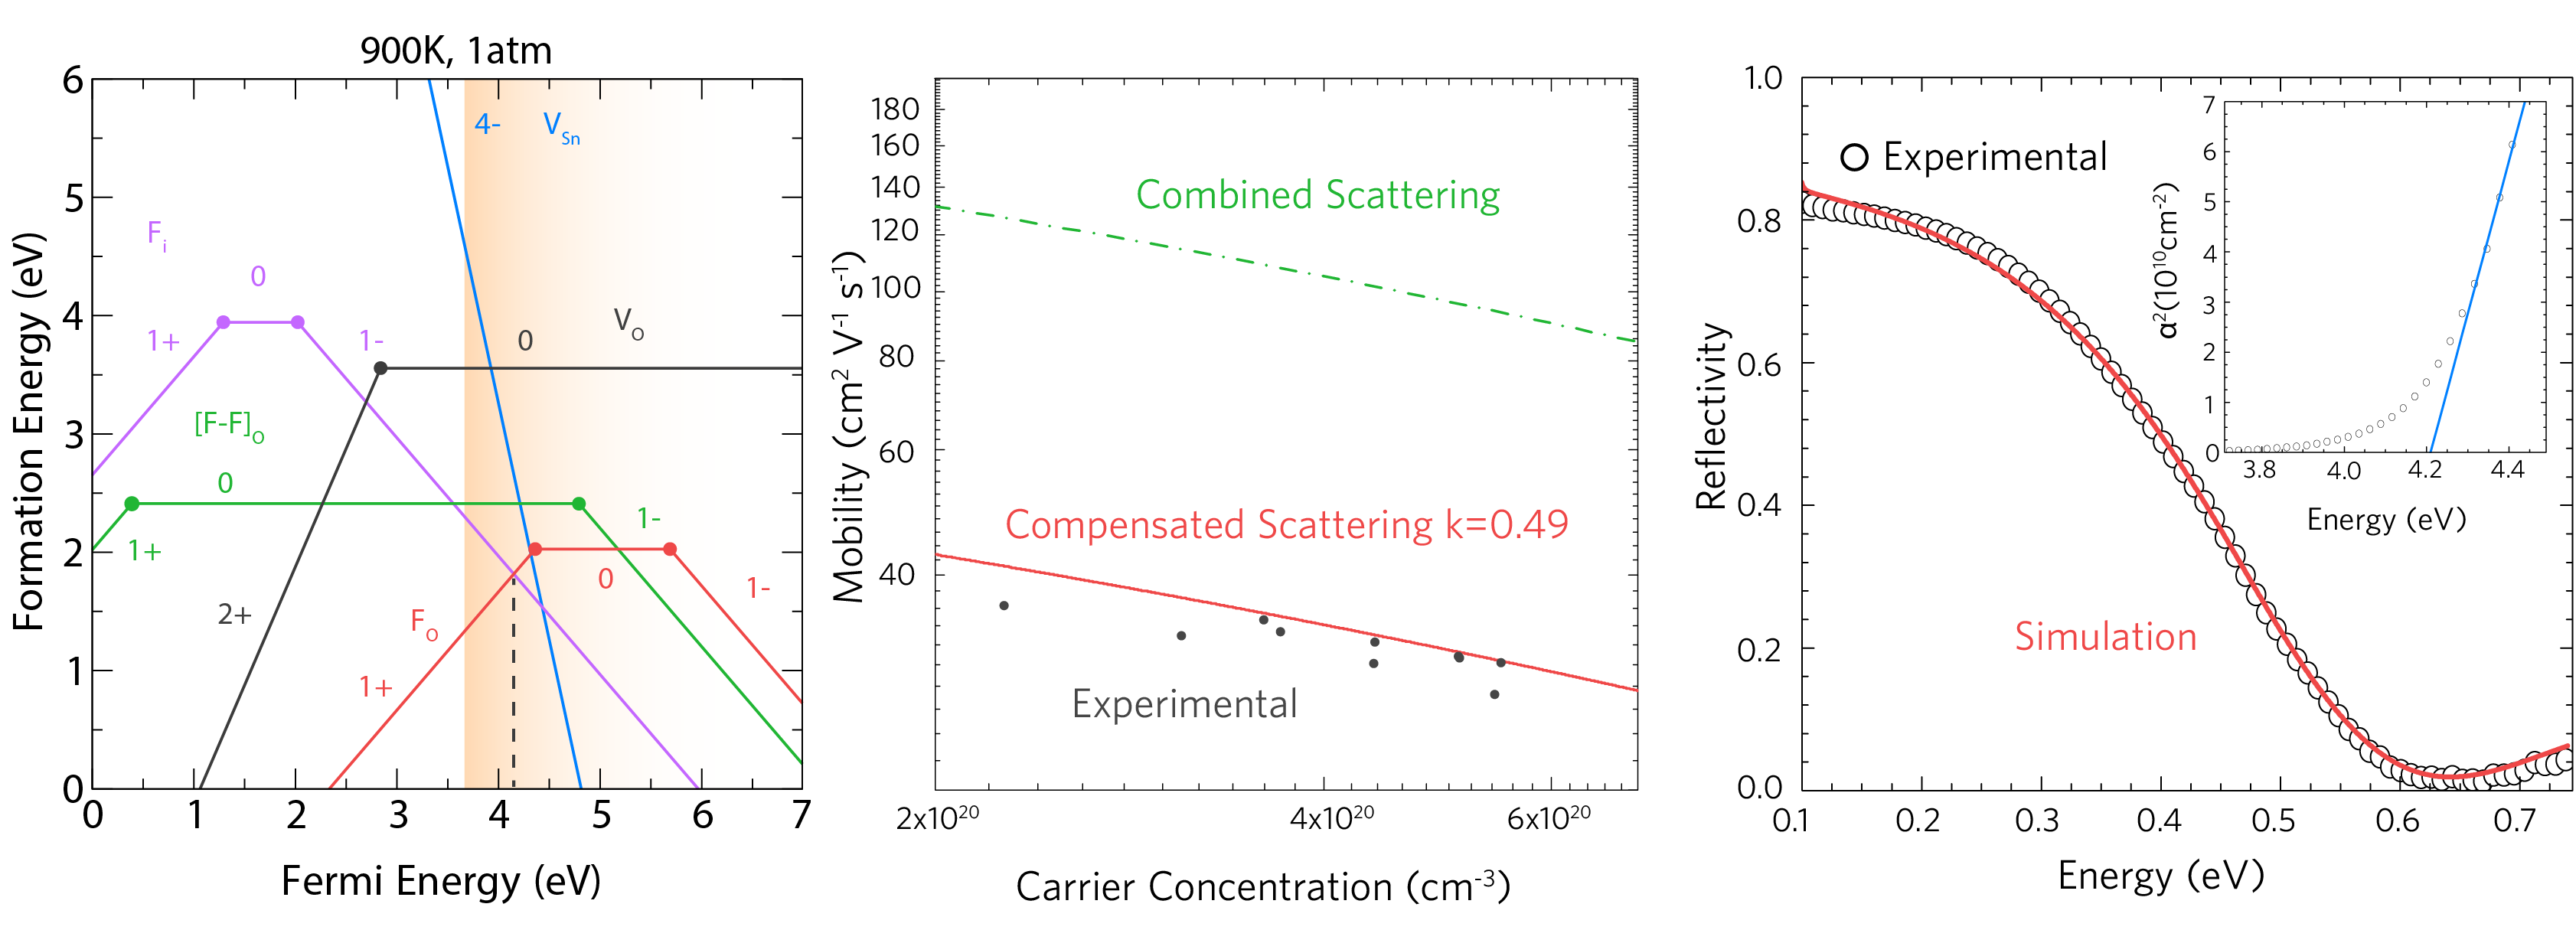 900K, 1atm
6
5
4
3
2
1
0
0 1 2 3 4 5 6 7
Formation Energy (eV)
Fermi Energy (eV)
4- V_Sn
F_i
0
1+ 1-
0 V_O
[F-F]_O
0
1+
1-
2+
F_O
0
1-
1+
180
160
140
120
100
80
60
40
2x10²⁰ 4x10²⁰ 6x10²⁰
Mobility (cm² V⁻¹ s⁻¹)
Carrier Concentration (cm⁻³)
Combined Scattering
Compensated Scattering k=0.49
Experimental
1.0
0.8
0.6
0.4
0.2
0.0
0.1 0.2 0.3 0.4 0.5 0.6 0.7
Reflectivity
Energy (eV)
Experimental
Simulation
7
6
5
4
3
2
1
0
3.8 4.0 4.2 4.4
α²(10¹⁰cm⁻²)
Energy (eV)